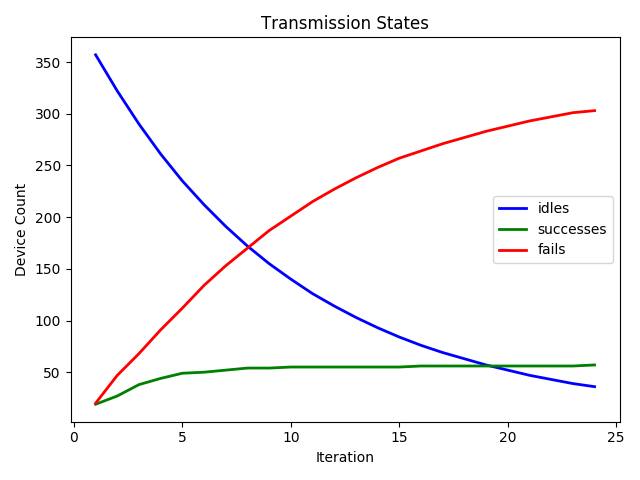 Transmission States
Device Count
350
300
250
200
150
100
50
0
5
10
15
20
25
Iteration
idles
successes
fails